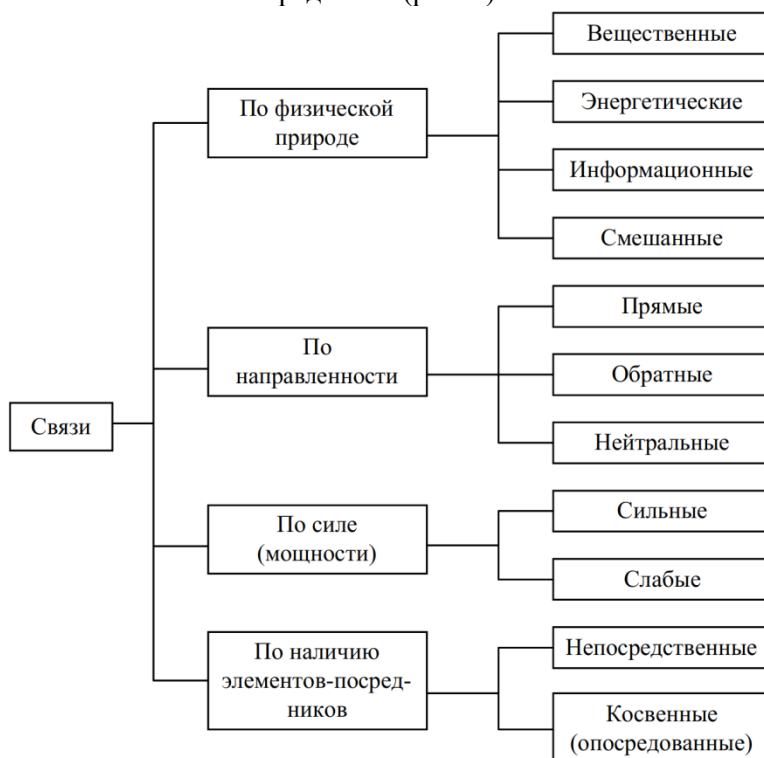 Вещественные
По физической
природе
Энергетические
Информационные
Смешанные
Прямые
По
направленности
Обратные
Нейтральные
Связи
Сильные
По силе
(мощности)
Слабые
Непосредственные
По наличию
элементов-посред-
ников
Косвенные
(опосредованные)